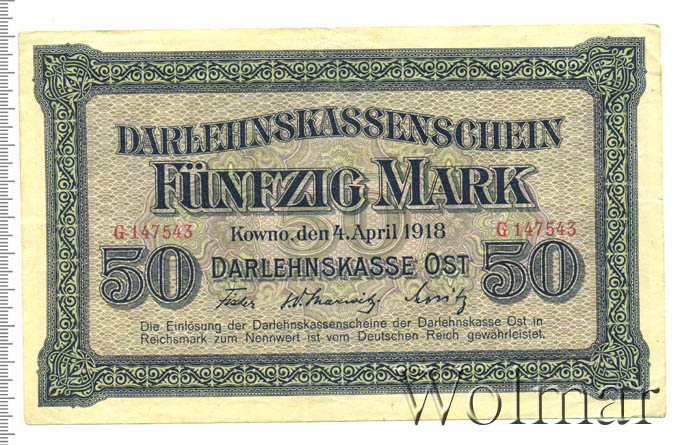 DARLEHNSKASSENSCHEIN
FÜNFZIG MARK
G 147543 Kowno, den 4. April 1918 G 147543
50 DARLEHNSKASSE OST 50
Die Einlösung der Darlehnskassenscheine der Darlehnskasse Ost in
Reichsmark zum Nennwert ist vom Deutschen Reich gewährleistet.
Wolmar